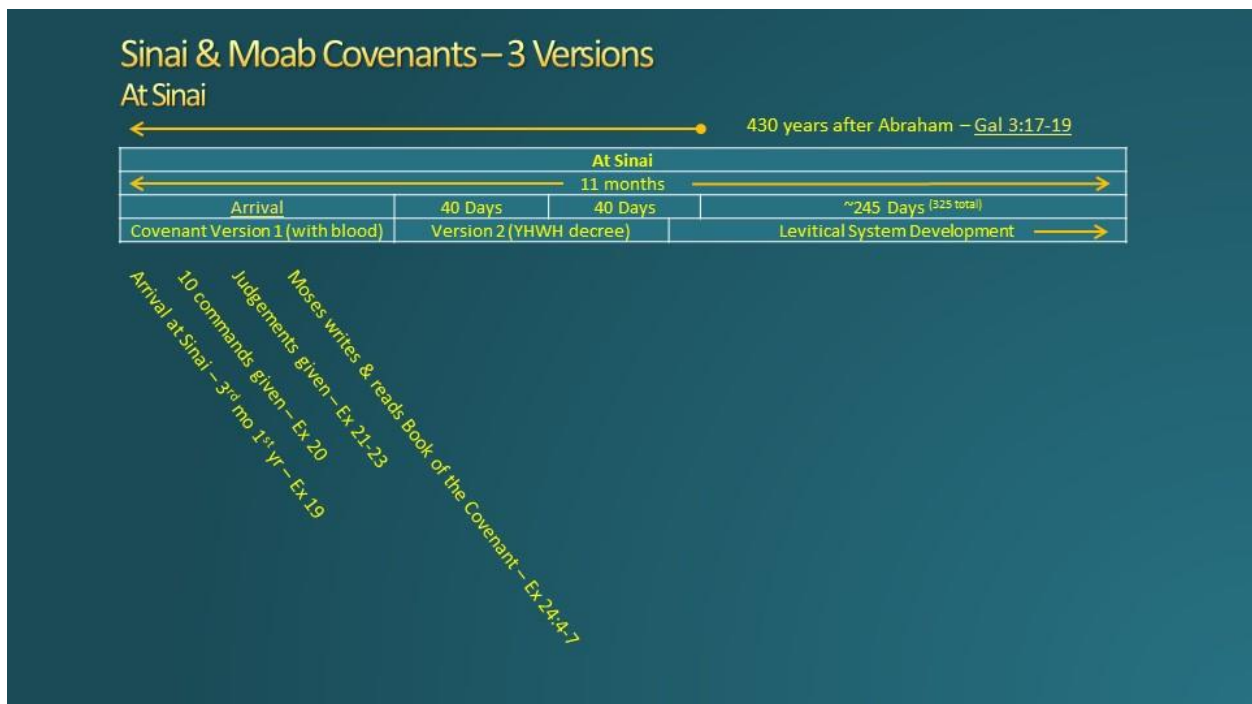 Sinai & Moab Covenants – 3 Versions
At Sinai
430 years after Abraham – Gal 3:17-19
At Sinai
11 months
Arrival 40 Days 40 Days ~245 Days (325 total)
Covenant Version 1 (with blood) Version 2 (YHWH decree) Levitical System Development
Arrival at Sinai – 3rd mo 1st yr – Ex 19
10 commands given – Ex 20
Judgements given – Ex 21-23
Moses writes & reads Book of the Covenant – Ex 24:4-7